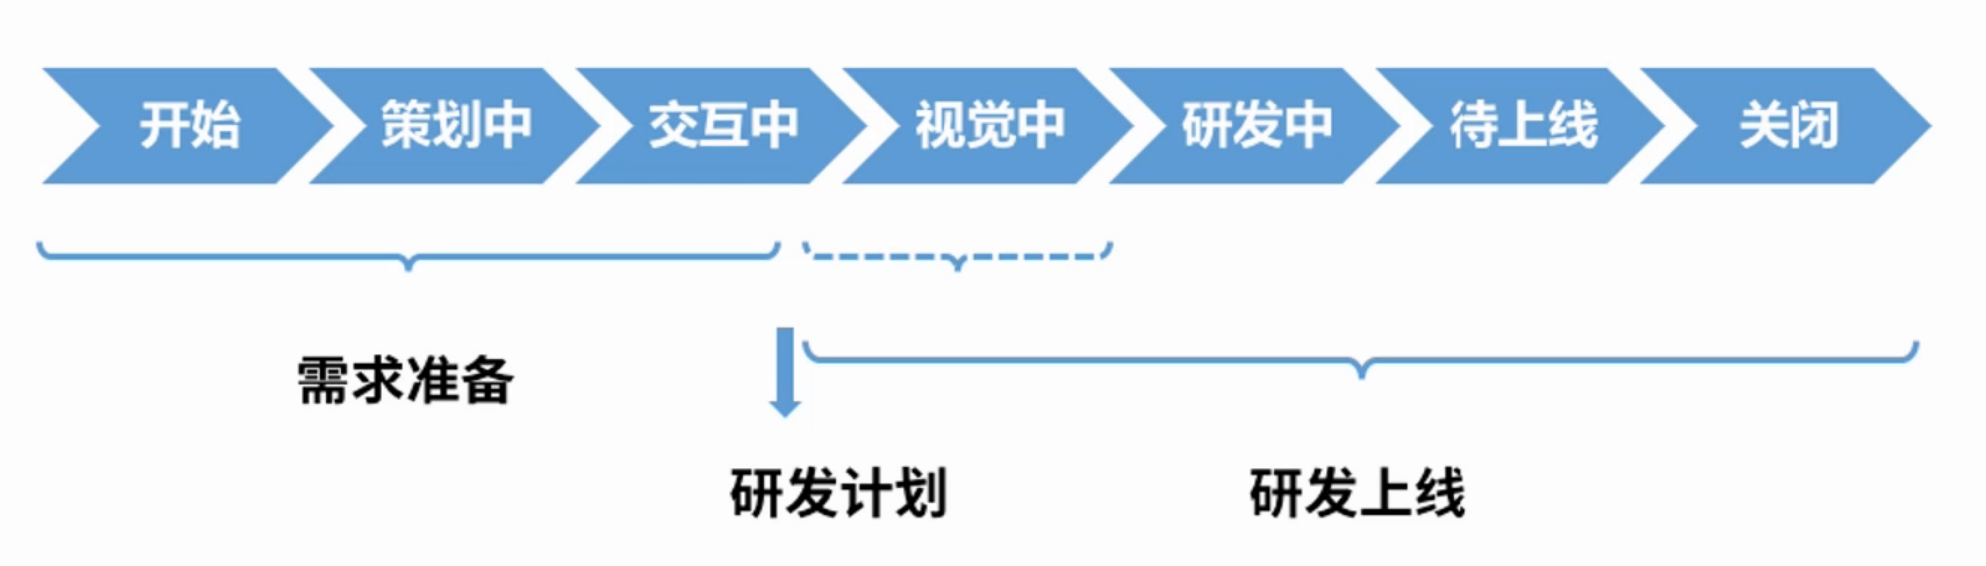 开始
策划中
交互中
视觉中
研发中
待上线
关闭
需求准备
研发计划
研发上线